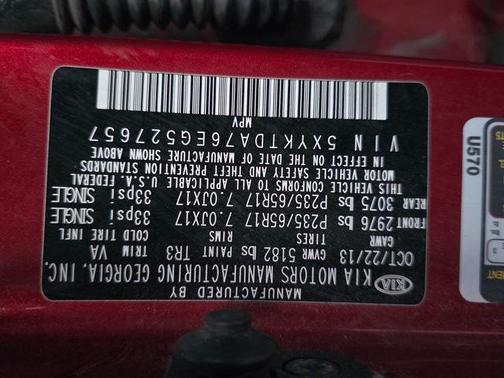 MANUFACTURED BY
KIA KIA MOTORS MANUFACTURING GEORGIA, INC.
OCT/22/13 GVWR 5182 lbs PAINT TR3 TRIM VA
GAWR TIRES RIMS COLD TIRE INFL
FRONT 2976 lbs P235/65R17 7.0JX17 33psi SINGLE
REAR 3075 lbs P235/65R17 7.0JX17 33psi SINGLE
THIS VEHICLE CONFORMS TO ALL APPLICABLE U.S.A. FEDERAL
MOTOR VEHICLE SAFETY AND THEFT PREVENTION STANDARDS
IN EFFECT ON THE DATE OF MANUFACTURE SHOWN ABOVE
VIN 5XYKTDA76EG527657
MPV
U570